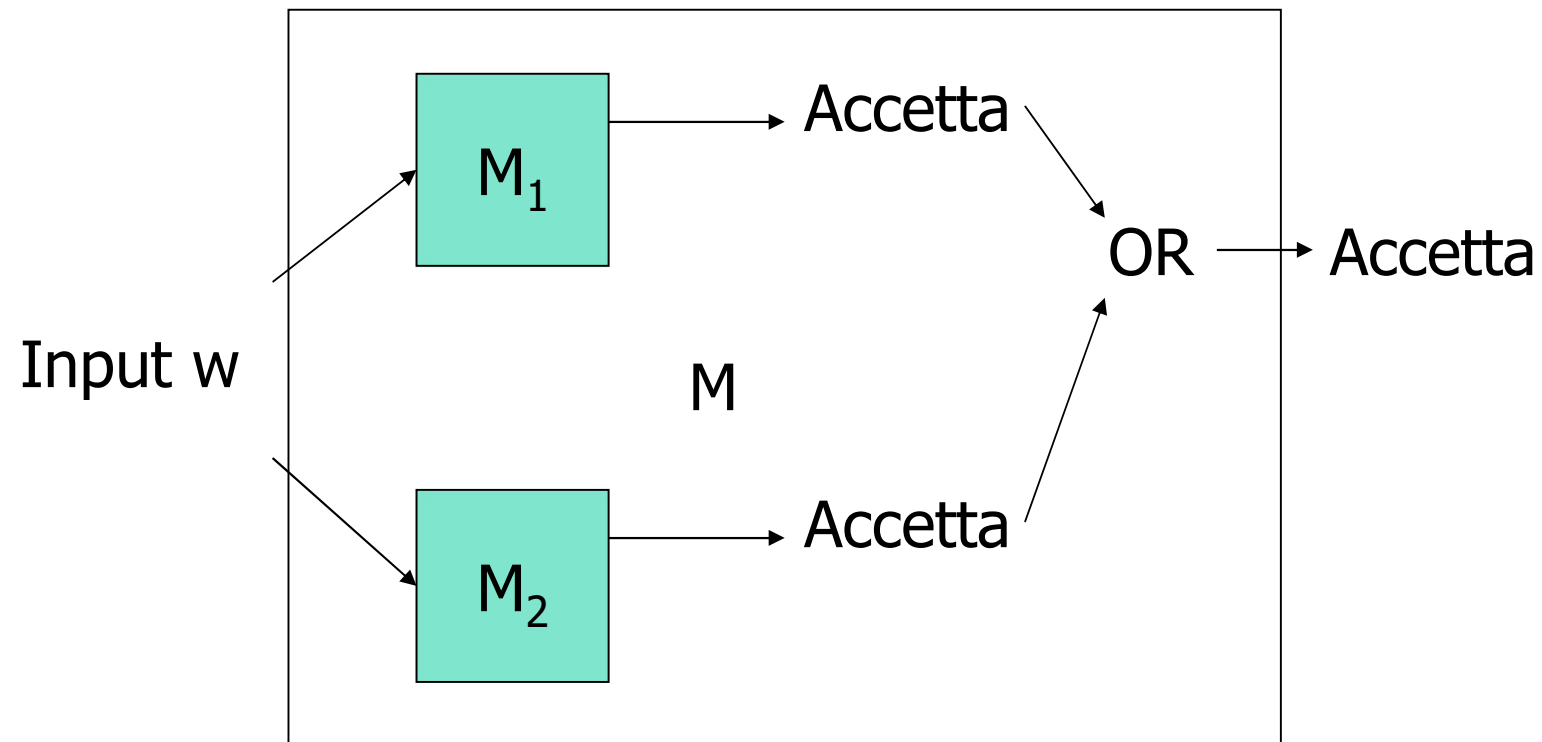 Accetta
M₁
OR
Accetta
Input w
M
Accetta
M₂